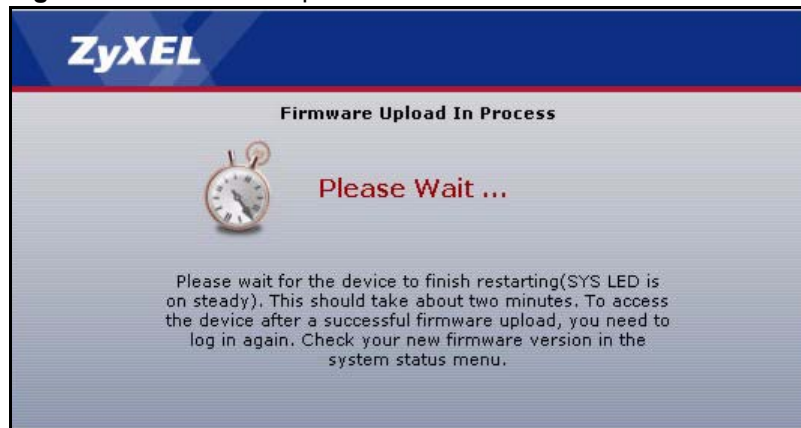 ZyXEL
Firmware Upload In Process
Please Wait ...
Please wait for the device to finish restarting(SYS LED is
on steady). This should take about two minutes. To access
the device after a successful firmware upload, you need to
log in again. Check your new firmware version in the
system status menu.